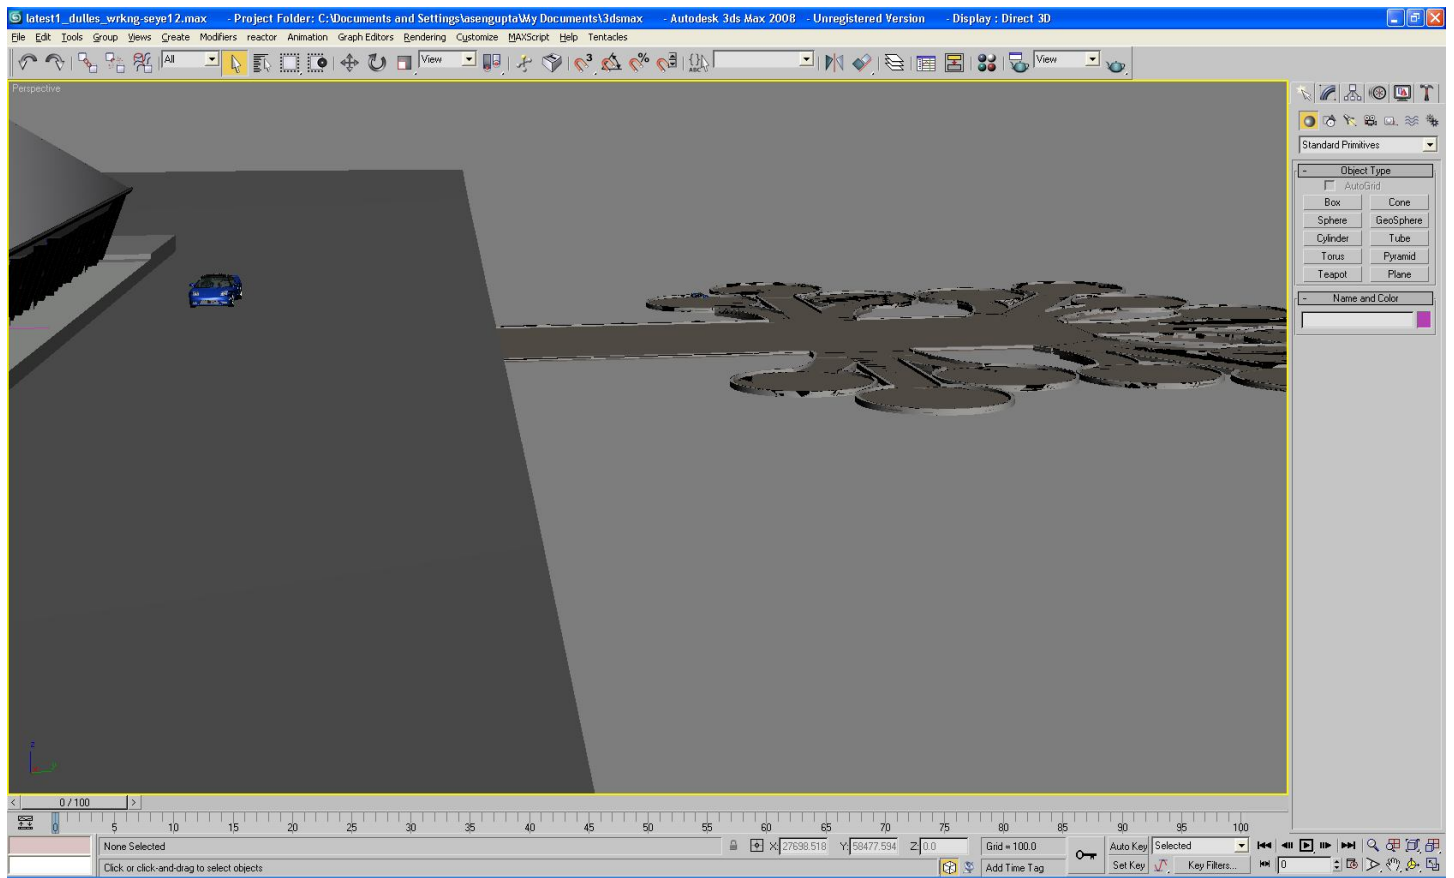 latest1_dulles_wrkng-seye12.max - Project Folder: C:\Documents and Settings\asengupta\My Documents\3dsmax - Autodesk 3ds Max 2008 - Unregistered Version - Display : Direct 3D
File Edit Tools Group Views Create Modifiers reactor Animation Graph Editors Rendering Customize MAXScript Help Tentacles
All View View
Perspective
Standard Primitives
- Object Type
AutoGrid
Box Cone
Sphere GeoSphere
Cylinder Tube
Torus Pyramid
Teapot Plane
- Name and Color
z
y
< 0 / 100 >
0 5 10 15 20 25 30 35 40 45 50 55 60 65 70 75 80 85 90 95 100
None Selected X: 27698.518 Y: 58477.594 Z: 0.0 Grid = 100.0 Auto Key Selected
Click or click-and-drag to select objects Add Time Tag Set Key Key Filters... 0